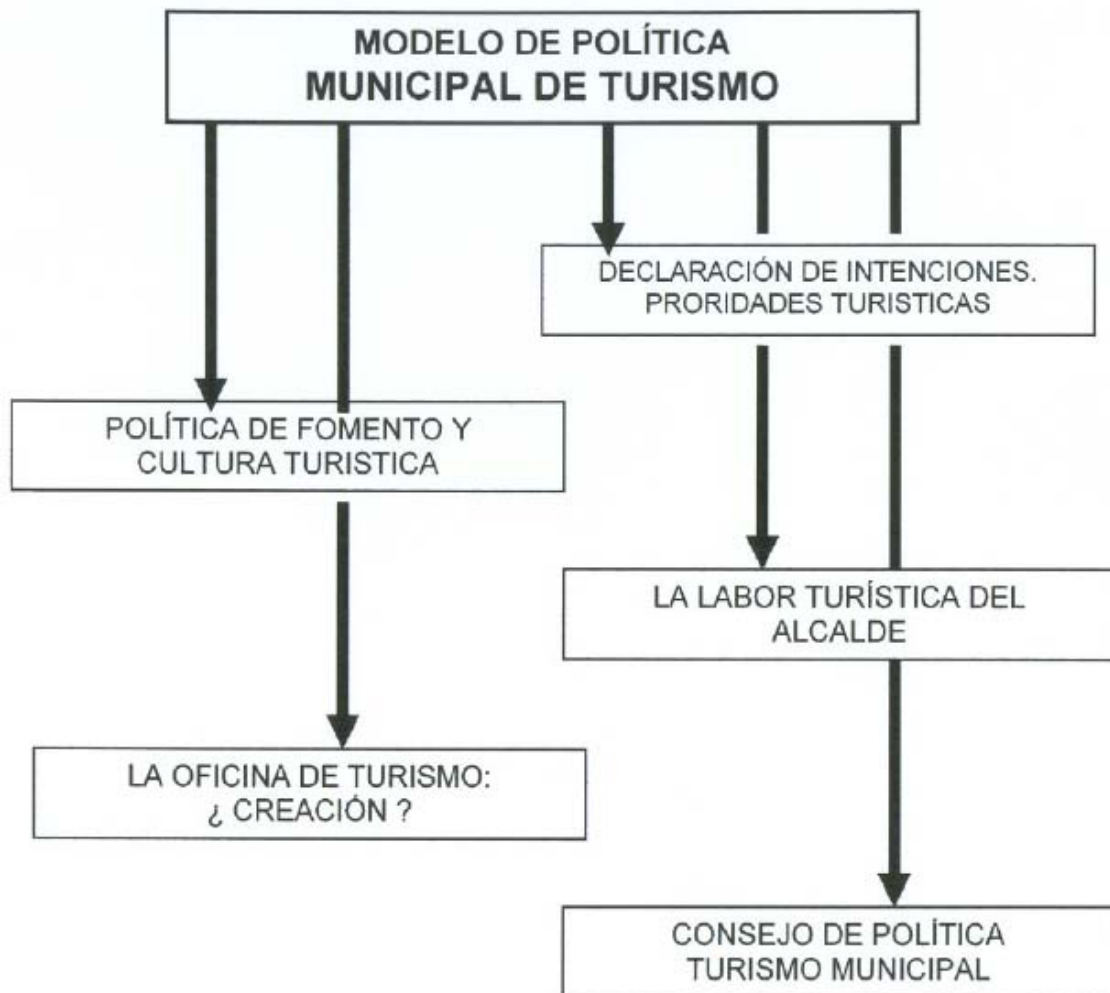 MODELO DE POLÍTICA
MUNICIPAL DE TURISMO
DECLARACIÓN DE INTENCIONES.
PRORIDADES TURISTICAS
POLÍTICA DE FOMENTO Y
CULTURA TURISTICA
LA LABOR TURÍSTICA DEL
ALCALDE
LA OFICINA DE TURISMO:
¿ CREACIÓN ?
CONSEJO DE POLÍTICA
TURISMO MUNICIPAL